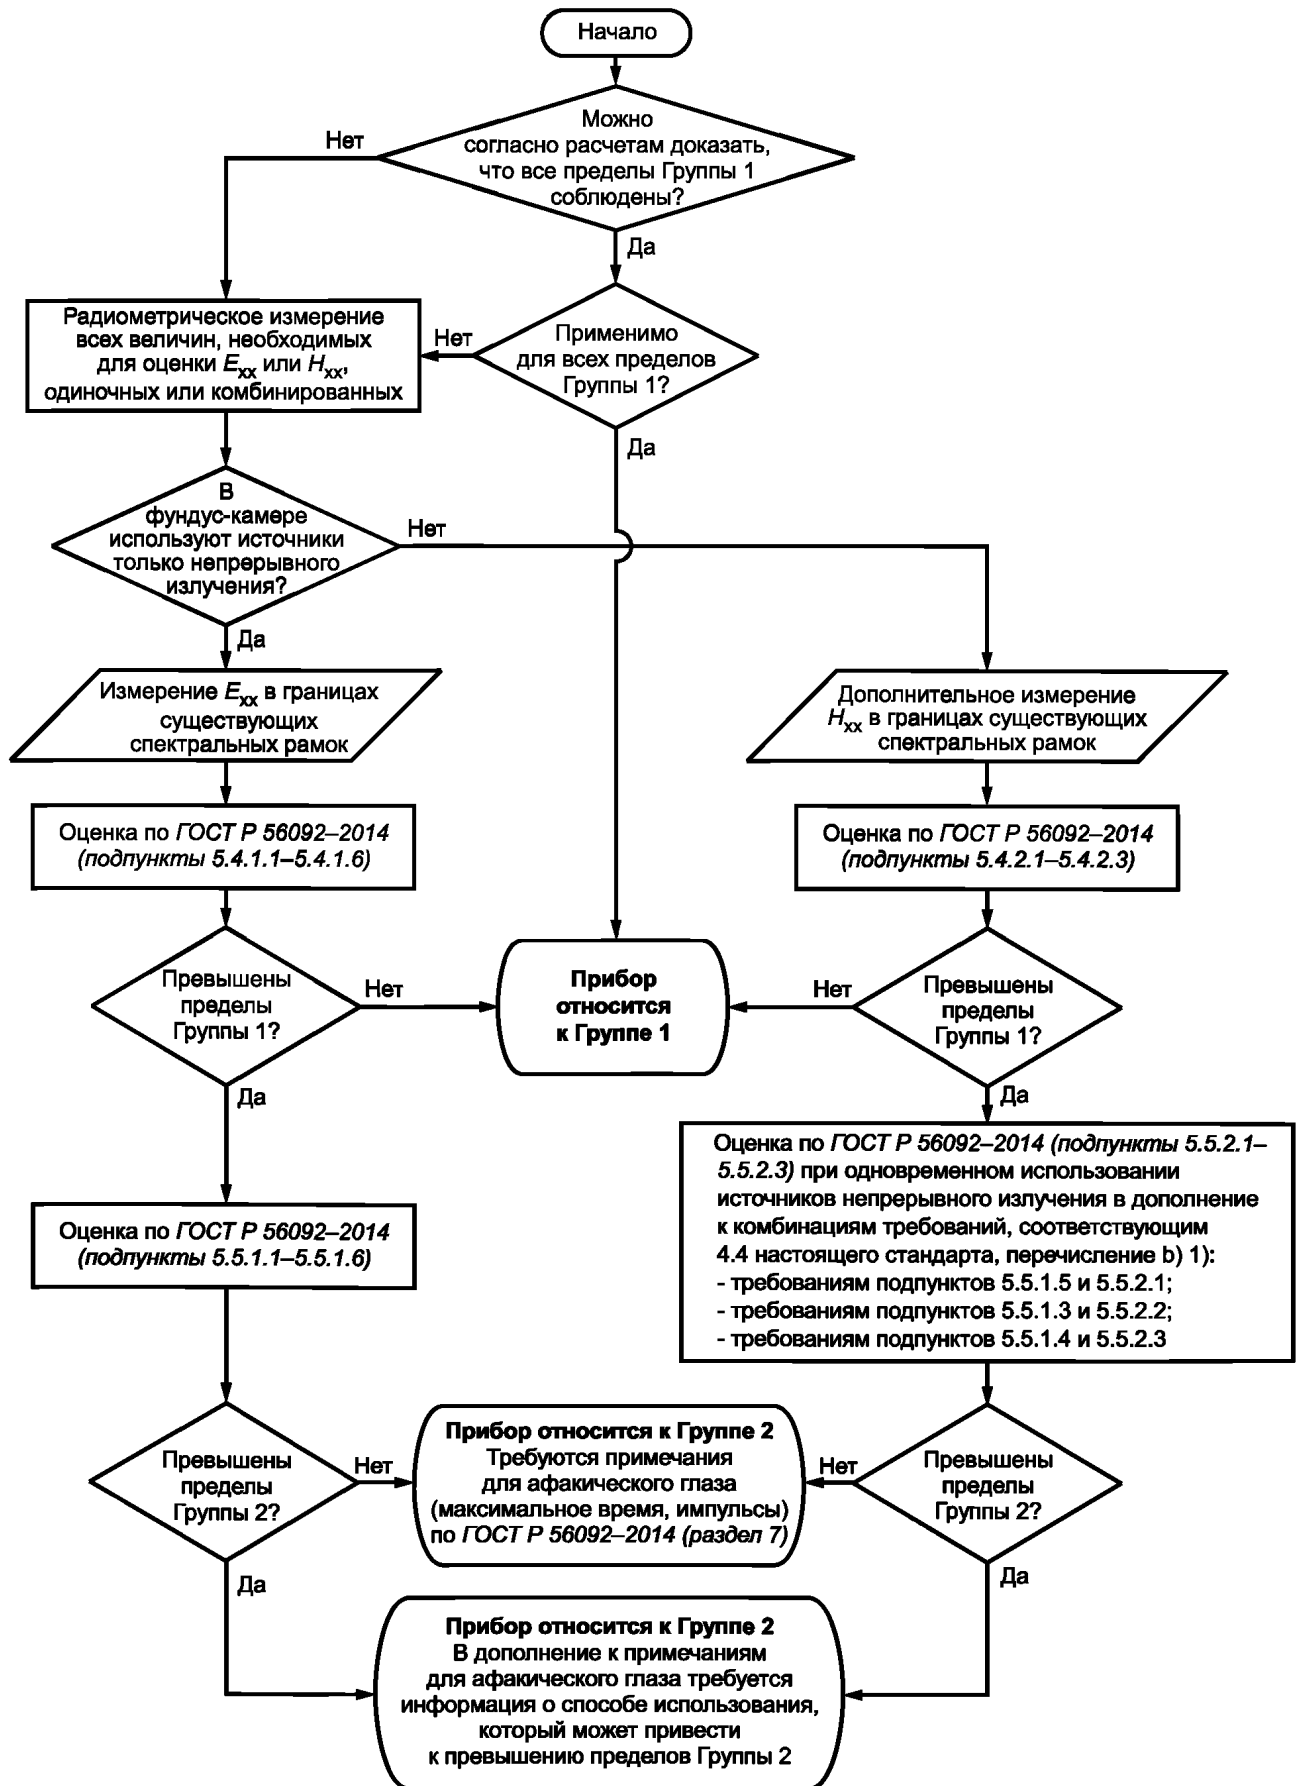 Начало
Можно
согласно расчетам доказать,
что все пределы Группы 1
соблюдены?
Нет
Да
Радиометрическое измерение
всех величин, необходимых
для оценки Exx или Hxx,
одиночных или комбинированных
Нет
Применимо
для всех пределов
Группы 1?
Да
В
фундус-камере
используют источники
только непрерывного
излучения?
Нет
Да
Измерение Exx в границах
существующих
спектральных рамок
Дополнительное измерение
Hxx в границах существующих
спектральных рамок
Оценка по ГОСТ Р 56092–2014
(подпункты 5.4.1.1–5.4.1.6)
Оценка по ГОСТ Р 56092–2014
(подпункты 5.4.2.1–5.4.2.3)
Превышены
пределы
Группы 1?
Нет
Да
Прибор
относится
к Группе 1
Нет
Превышены
пределы
Группы 1?
Да
Оценка по ГОСТ Р 56092–2014
(подпункты 5.5.1.1–5.5.1.6)
Оценка по ГОСТ Р 56092–2014 (подпункты 5.5.2.1–
5.5.2.3) при одновременном использовании
источников непрерывного излучения в дополнение
к комбинациям требований, соответствующим
4.4 настоящего стандарта, перечисление b) 1):
- требованиям подпунктов 5.5.1.5 и 5.5.2.1;
- требованиям подпунктов 5.5.1.3 и 5.5.2.2;
- требованиям подпунктов 5.5.1.4 и 5.5.2.3
Превышены
пределы
Группы 2?
Нет
Да
Прибор относится к Группе 2
Требуются примечания
для афакического глаза
(максимальное время, импульсы)
по ГОСТ Р 56092–2014 (раздел 7)
Нет
Превышены
пределы
Группы 2?
Да
Прибор относится к Группе 2
В дополнение к примечаниям
для афакического глаза требуется
информация о способе использования,
который может привести
к превышению пределов Группы 2